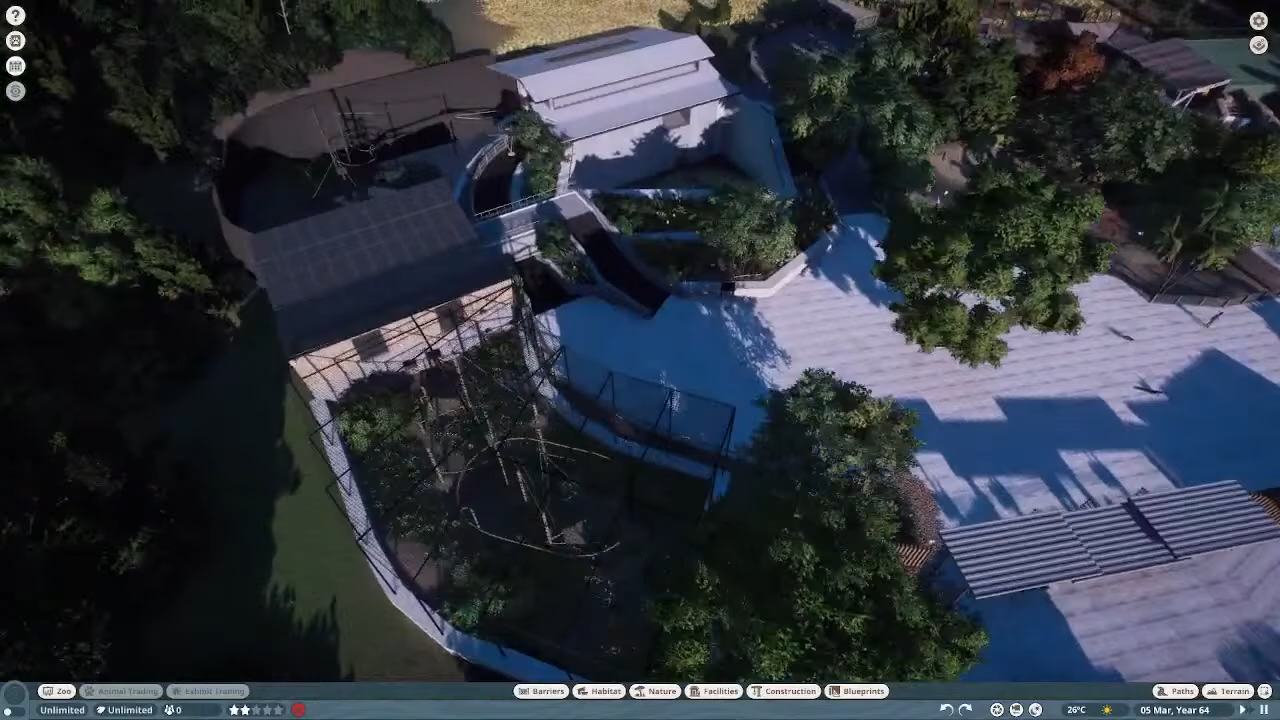 ?
Zoo
Animal Trading
Exhibit Trading
Barriers
Habitat
Nature
Facilities
Construction
Blueprints
Paths
Terrain
Unlimited
Unlimited
0
26°C
05 Mar, Year 64